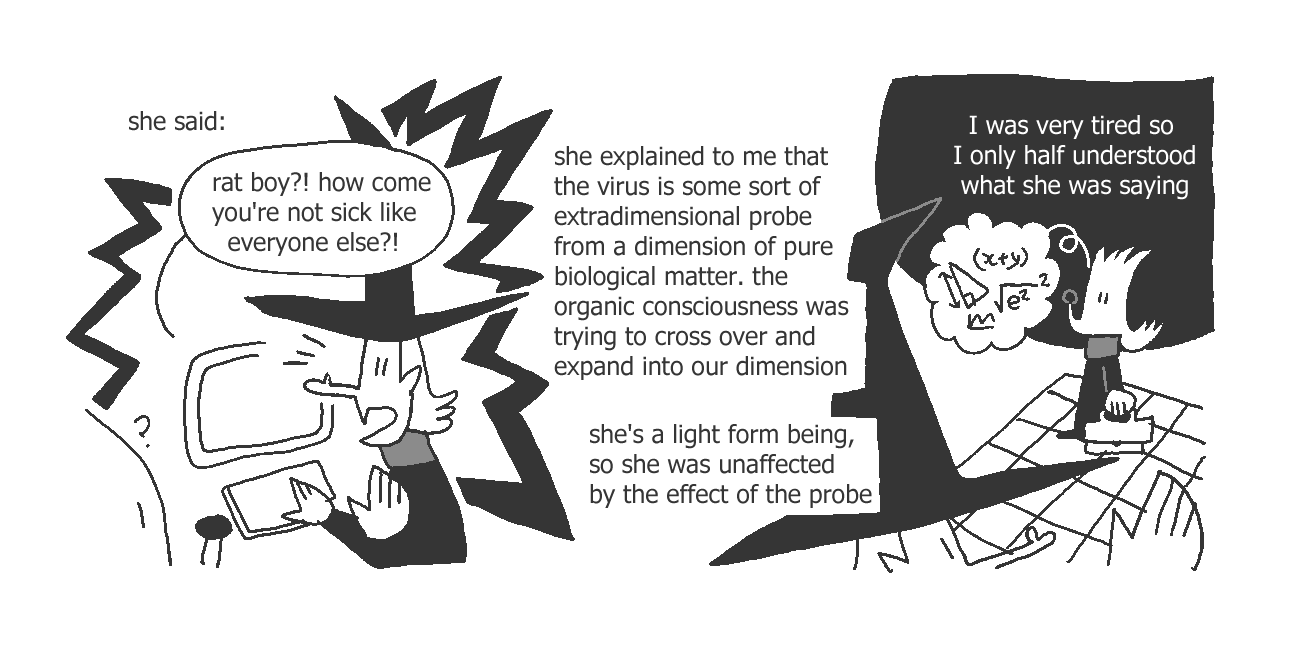 she said:
rat boy?! how come
you're not sick like
everyone else?!
she explained to me that
the virus is some sort of
extradimensional probe
from a dimension of pure
biological matter. the
organic consciousness was
trying to cross over and
expand into our dimension
she's a light form being,
so she was unaffected
by the effect of the probe
I was very tired so
I only half understood
what she was saying
(x+y)
√e² ²
?